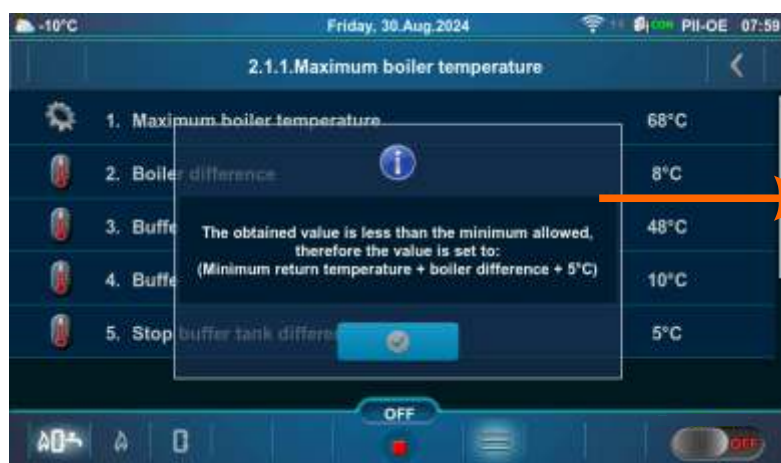 -10°C Friday, 30.Aug.2024 CON PII-OE 07:59
2.1.1.Maximum boiler temperature
1. Maximum boiler temperature 68°C
2. Boiler difference 8°C
3. Buffe 48°C
4. Buffe 10°C
5. Stop buffer tank differe 5°C
The obtained value is less than the minimum allowed,
therefore the value is set to:
(Minimum return temperature + boiler difference + 5°C)
OFF
OFF